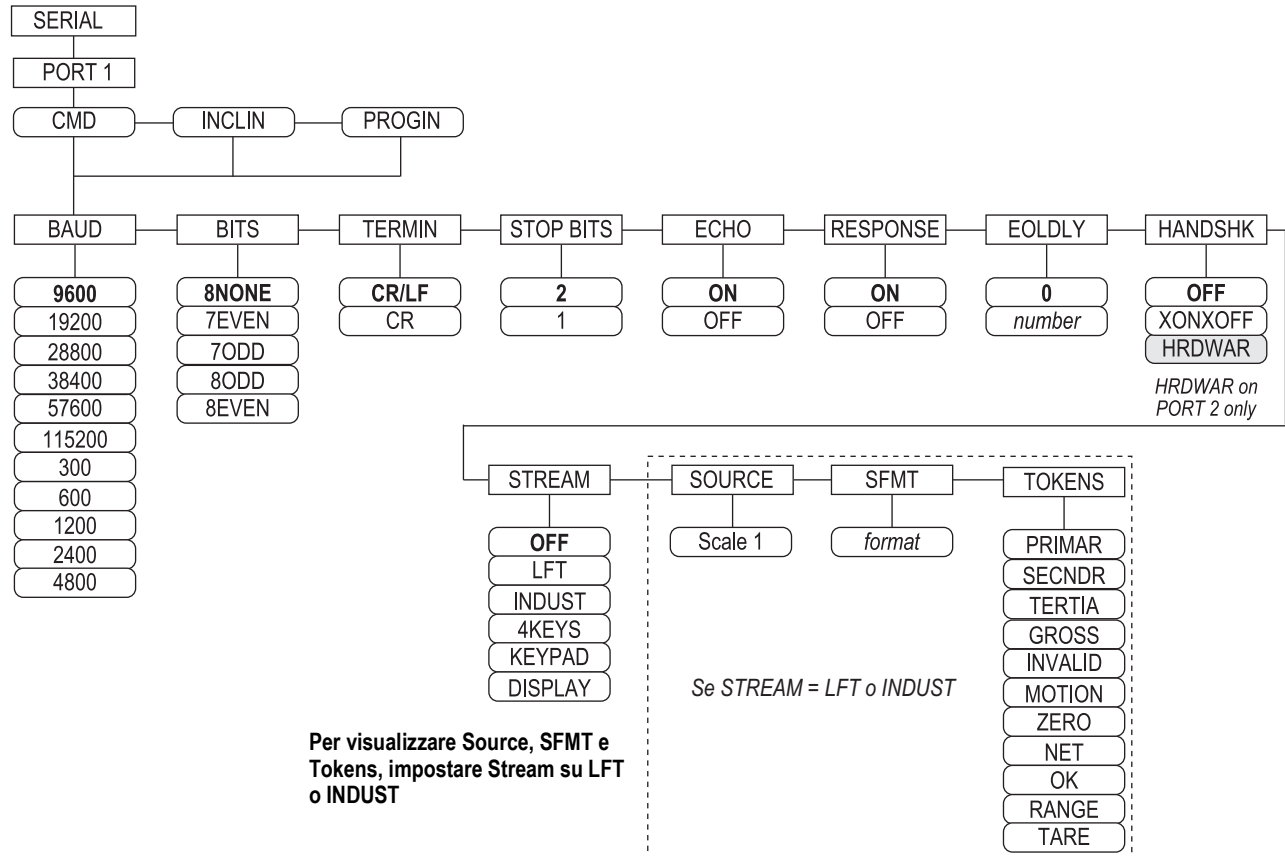 SERIAL
PORT 1
CMD
INCLIN
PROGIN
BAUD
BITS
TERMIN
STOP BITS
ECHO
RESPONSE
EOLDLY
HANDSHK
9600
19200
28800
38400
57600
115200
300
600
1200
2400
4800
8NONE
7EVEN
7ODD
8ODD
8EVEN
CR/LF
CR
2
1
ON
OFF
ON
OFF
0
number
OFF
XONXOFF
HRDWAR
HRDWAR on
PORT 2 only
STREAM
SOURCE
SFMT
TOKENS
OFF
LFT
INDUST
4KEYS
KEYPAD
DISPLAY
Scale 1
format
PRIMAR
SECNDR
TERTIA
GROSS
INVALID
MOTION
ZERO
NET
OK
RANGE
TARE
Se STREAM = LFT o INDUST
Per visualizzare Source, SFMT e
Tokens, impostare Stream su LFT
o INDUST